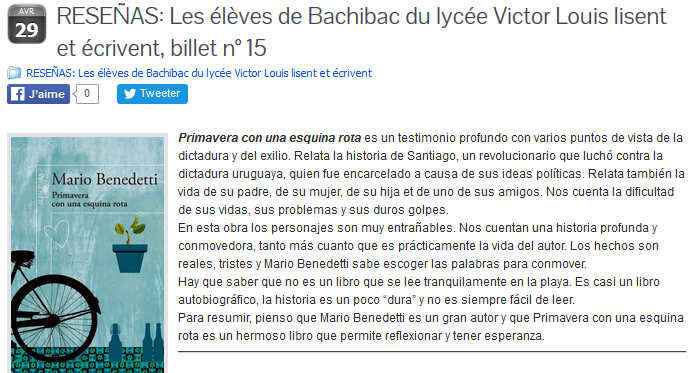 AVR
29
RESEÑAS: Les élèves de Bachibac du lycée Victor Louis lisent
et écrivent, billet n° 15
RESEÑAS: Les élèves de Bachibac du lycée Victor Louis lisent et écrivent
J'aime
0
Tweeter
Mario Benedetti
Primavera
con una esquina rota
Primavera con una esquina rota es un testimonio profundo con varios puntos de vista de la
dictadura y del exilio. Relata la historia de Santiago, un revolucionario que luchó contra la
dictadura uruguaya, quien fue encarcelado a causa de sus ideas políticas. Relata también la
vida de su padre, de su mujer, de su hija et de uno de sus amigos. Nos cuenta la dificultad
de sus vidas, sus problemas y sus duros golpes.
En esta obra los personajes son muy entrañables. Nos cuentan una historia profunda y
conmovedora, tanto más cuanto que es prácticamente la vida del autor. Los hechos son
reales, tristes y Mario Benedetti sabe escoger las palabras para conmover.
Hay que saber que no es un libro que se lee tranquilamente en la playa. Es casi un libro
autobiográfico, la historia es un poco “dura” y no es siempre fácil de leer.
Para resumir, pienso que Mario Benedetti es un gran autor y que Primavera con una esquina
rota es un hermoso libro que permite reflexionar y tener esperanza.